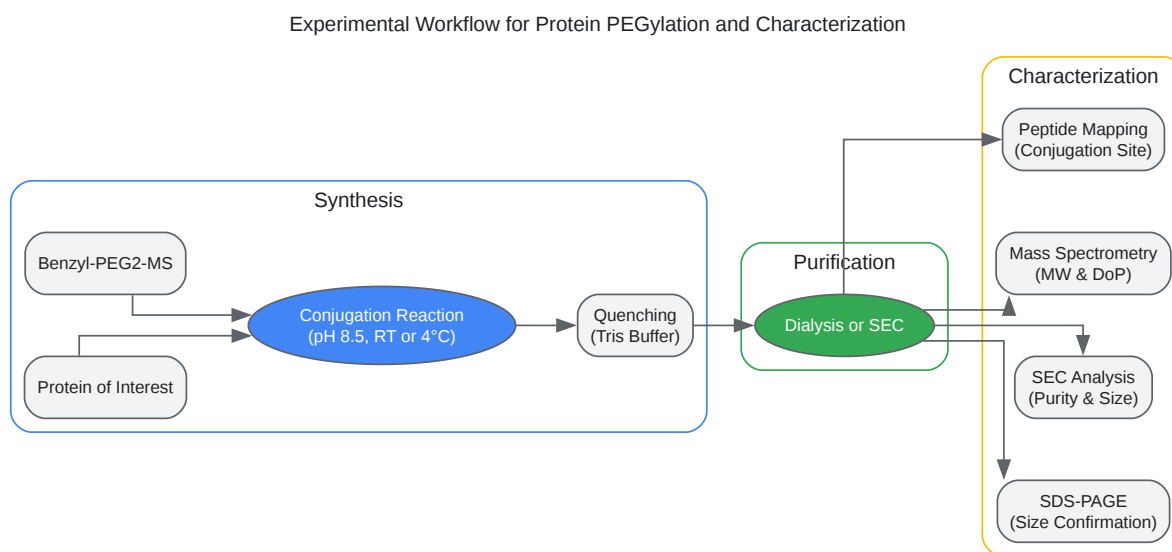 Experimental Workflow for Protein PEGylation and Characterization
Synthesis
Benzyl-PEG2-MS
Protein of Interest
Conjugation Reaction
(pH 8.5, RT or 4°C)
Quenching
(Tris Buffer)
Purification
Dialysis or SEC
Characterization
Peptide Mapping
(Conjugation Site)
Mass Spectrometry
(MW & DoP)
SEC Analysis
(Purity & Size)
SDS-PAGE
(Size Confirmation)